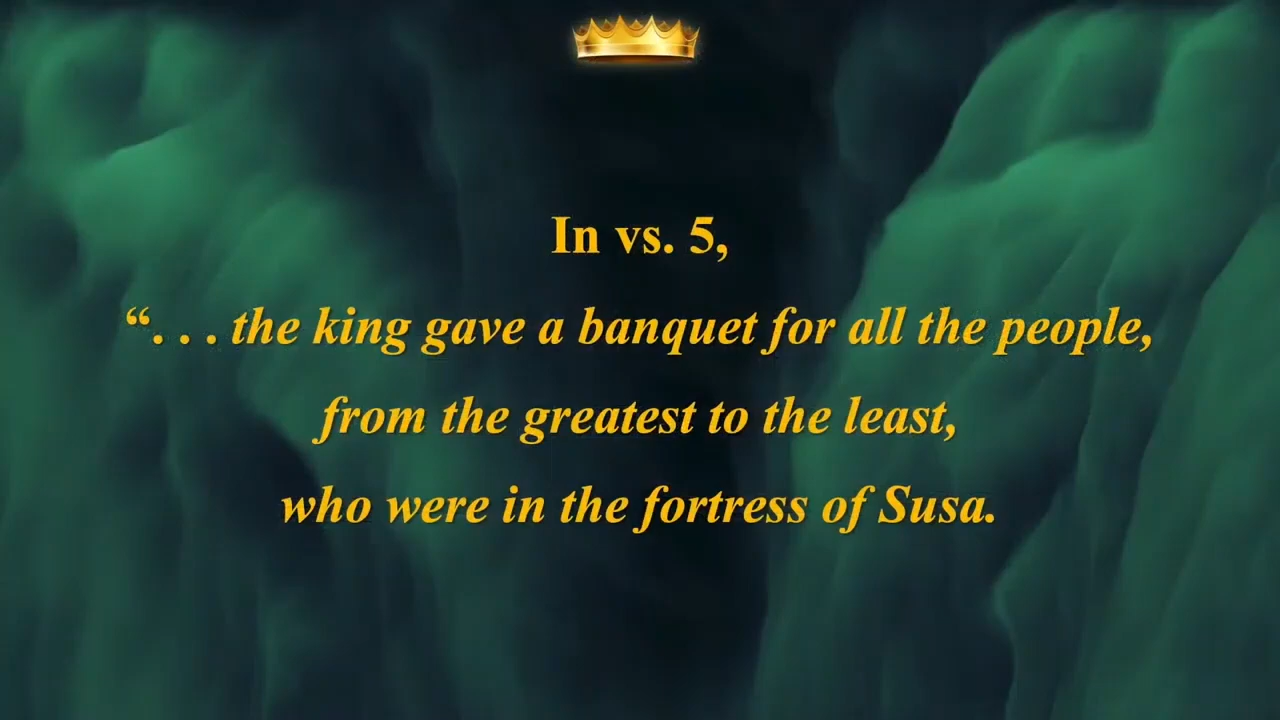 In vs. 5,
“. . . the king gave a banquet for all the people,
from the greatest to the least,
who were in the fortress of Susa.